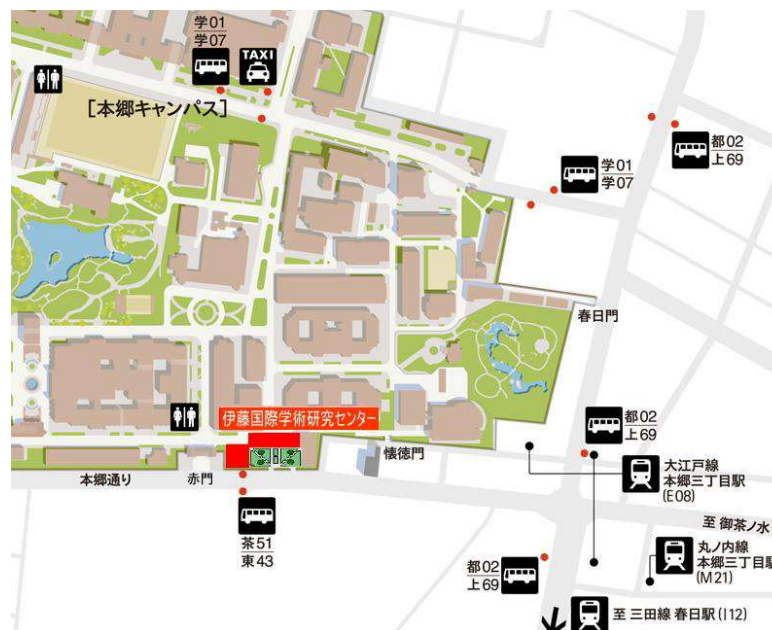 学01
学07
TAXI
[本郷キャンパス]
都02
上69
学01
学07
春日門
伊藤国際学術研究センター
都02
上69
懐徳門
大江戸線
本郷三丁目駅
(E08)
本郷通り
赤門
至 御茶ノ水
茶51
東43
丸ノ内線
本郷三丁目駅
(M21)
都02
上69
至 三田線 春日駅(I12)